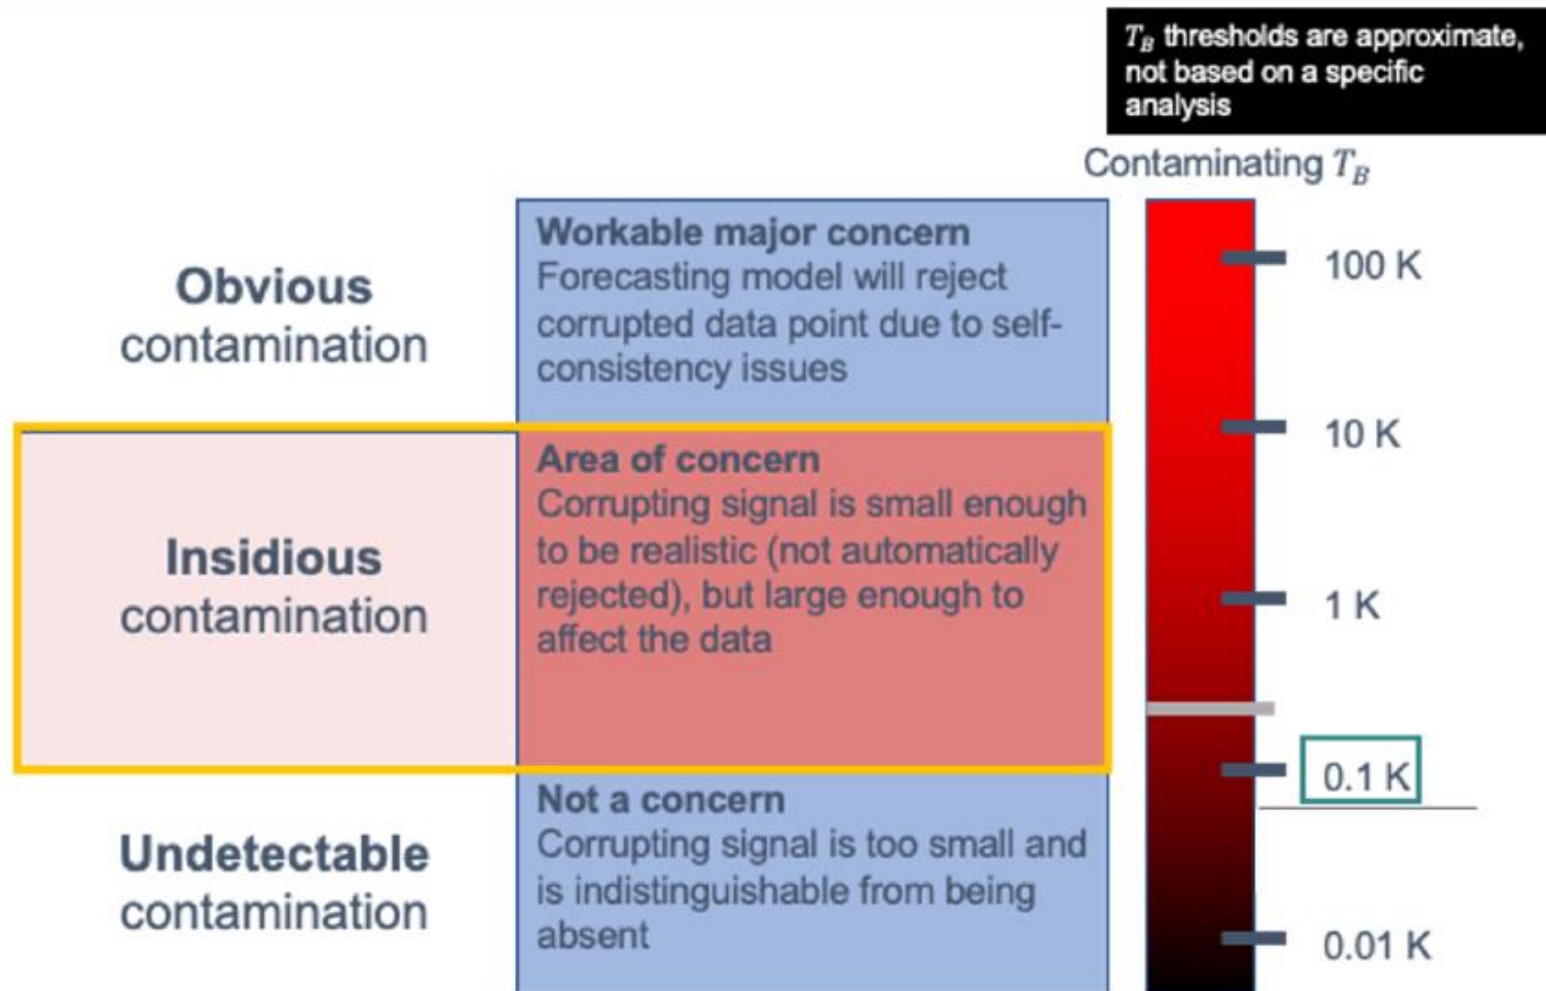 T_B thresholds are approximate,
not based on a specific
analysis
Contaminating T_B
Obvious
contamination
Workable major concern
Forecasting model will reject
corrupted data point due to self-
consistency issues
Insidious
contamination
Area of concern
Corrupting signal is small enough
to be realistic (not automatically
rejected), but large enough to
affect the data
Undetectable
contamination
Not a concern
Corrupting signal is too small and
is indistinguishable from being
absent
100 K
10 K
1 K
0.1 K
0.01 K